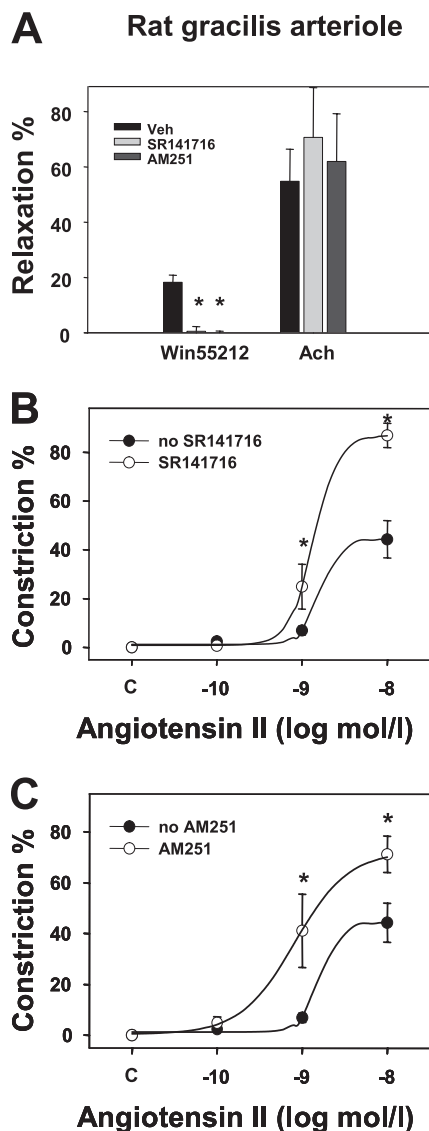 A
Rat gracilis arteriole
Relaxation %
80
60
40
20
0
Veh
SR141716
AM251
* *
Win55212
Ach
B
Constriction %
80
60
40
20
0
no SR141716
SR141716
*
*
C
-10
-9
-8
Angiotensin II (log mol/l)
C
Constriction %
80
60
40
20
0
no AM251
AM251
*
*
C
-10
-9
-8
Angiotensin II (log mol/l)